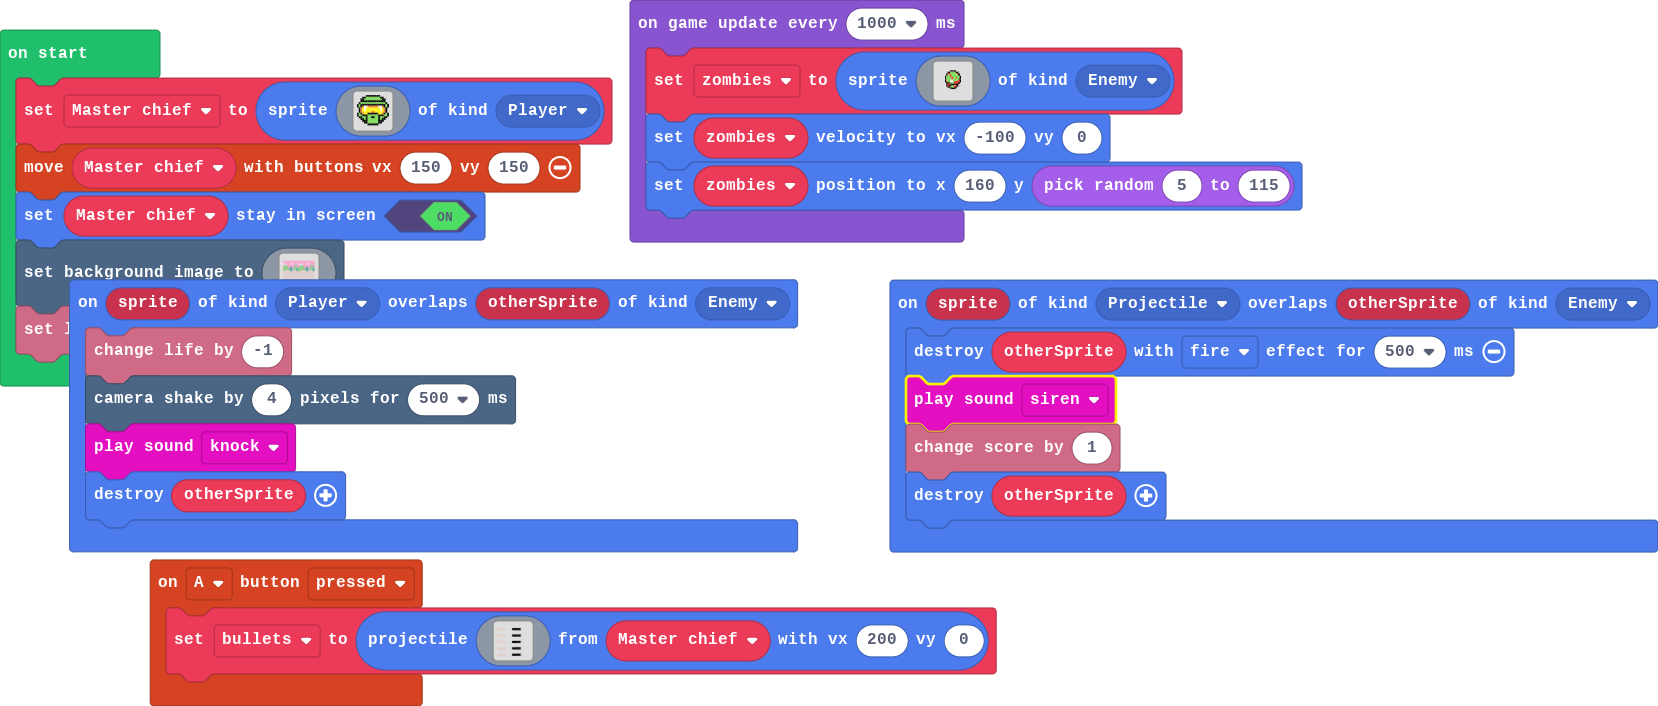 on start
set Master chief to sprite of kind Player
move Master chief with buttons vx 150 vy 150
set Master chief stay in screen ON
set background image to
set
on game update every 1000 ms
set zombies to sprite of kind Enemy
set zombies velocity to vx -100 vy 0
set zombies position to x 160 y pick random 5 to 115
on sprite of kind Player overlaps otherSprite of kind Enemy
change life by -1
camera shake by 4 pixels for 500 ms
play sound knock
destroy otherSprite
on sprite of kind Projectile overlaps otherSprite of kind Enemy
destroy otherSprite with fire effect for 500 ms
play sound siren
change score by 1
destroy otherSprite
on A button pressed
set bullets to projectile from Master chief with vx 200 vy 0